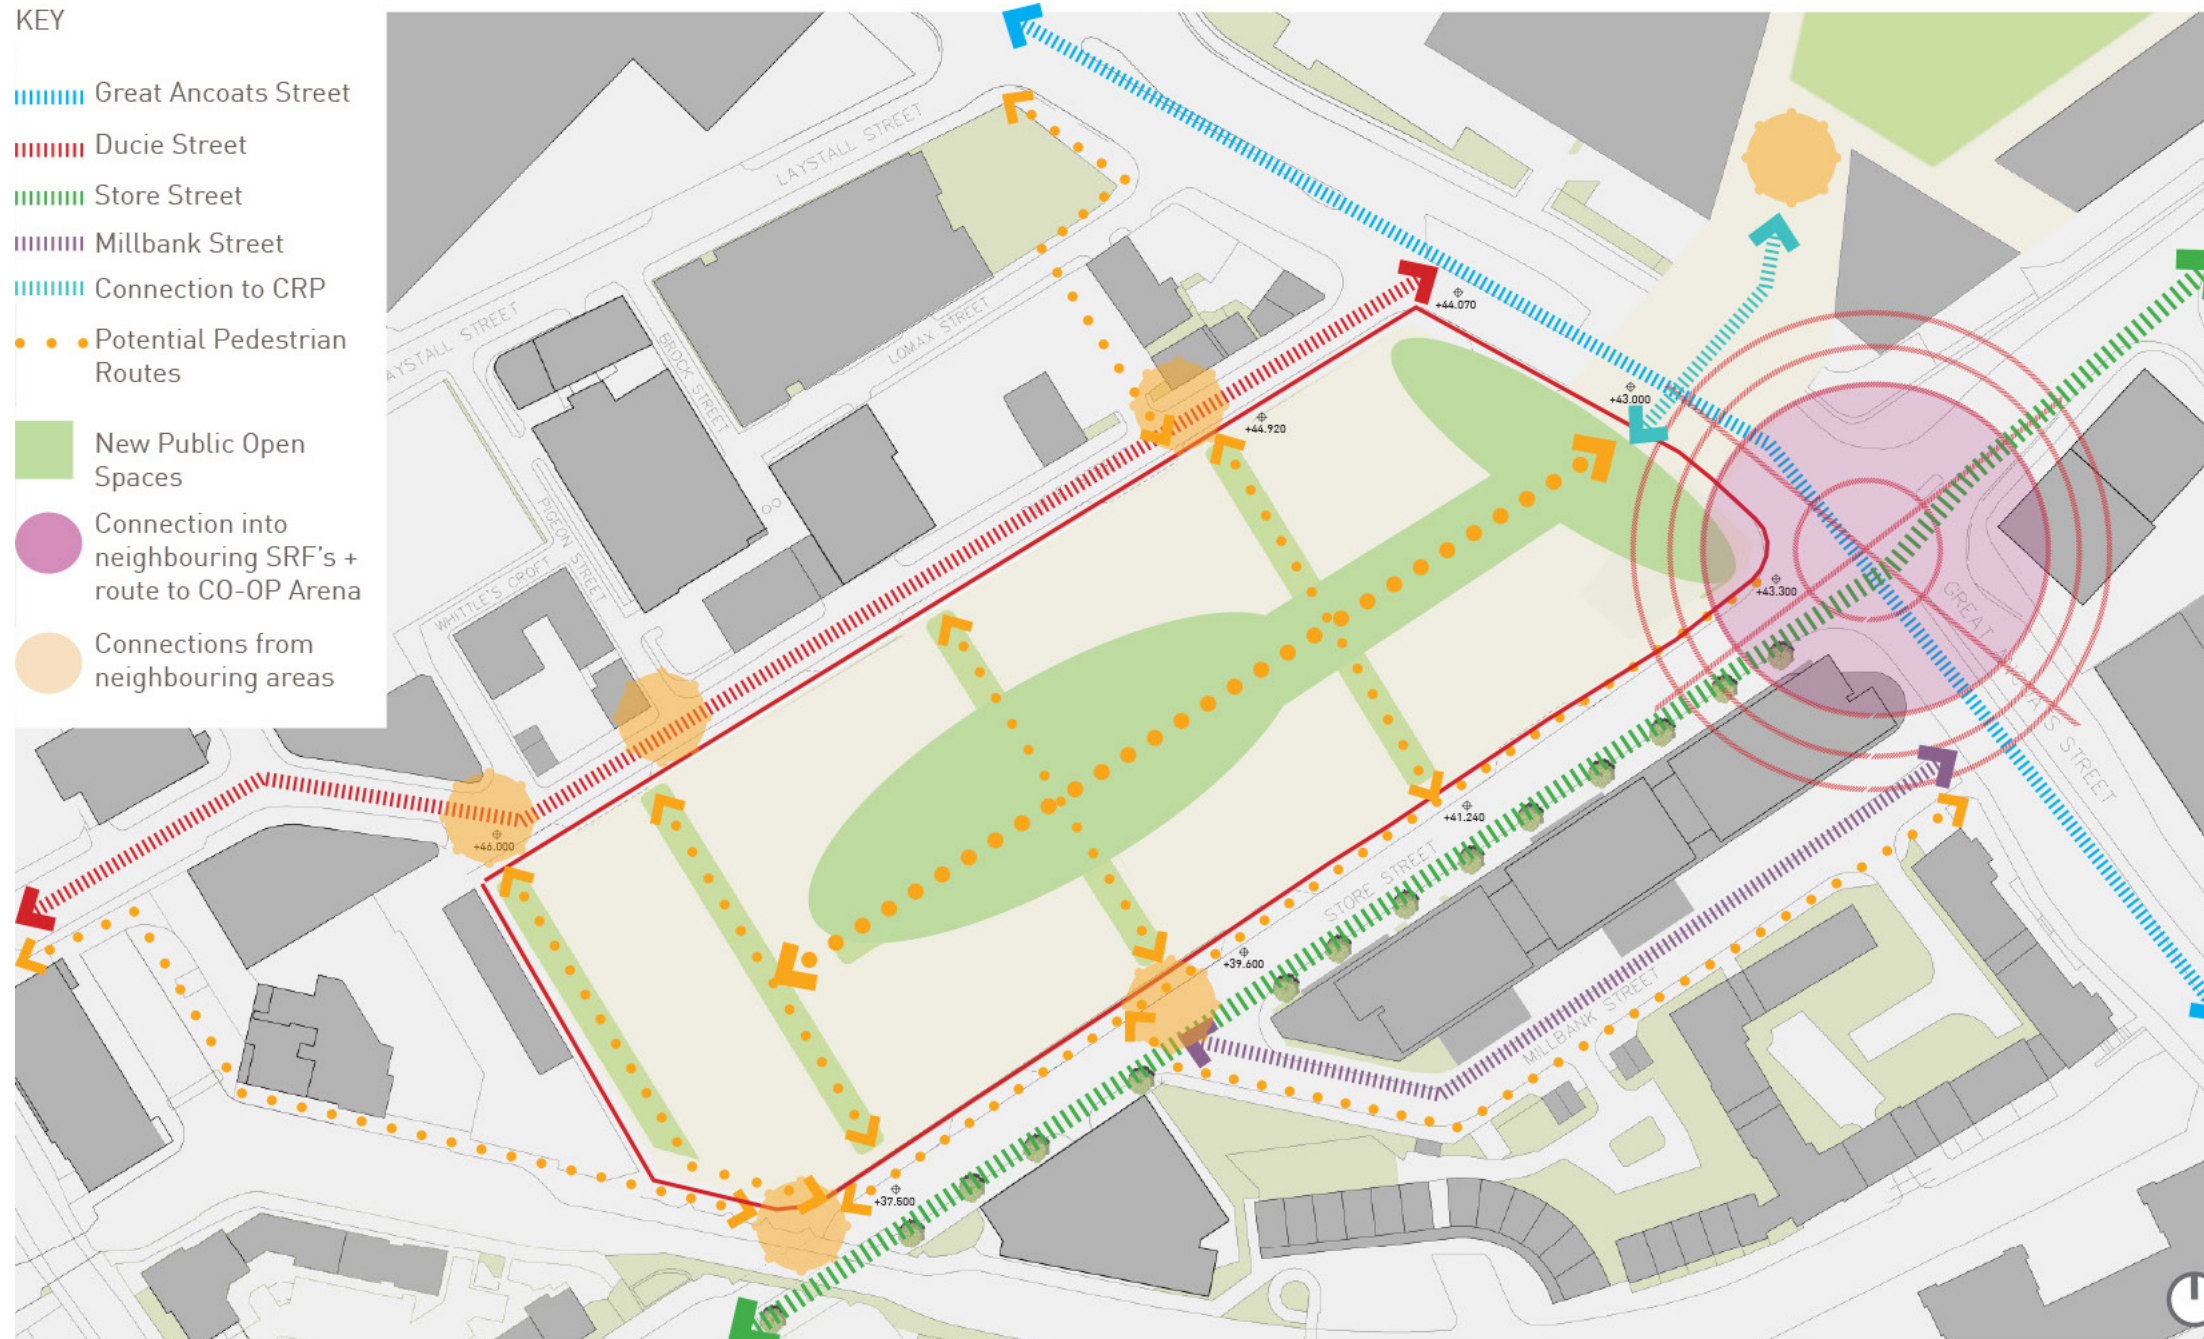 KEY
Great Ancoats Street
Ducie Street
Store Street
Millbank Street
Connection to CRP
Potential Pedestrian
Routes
New Public Open
Spaces
Connection into
neighbouring SRF's +
route to CO-OP Arena
Connections from
neighbouring areas
LAYSTALL STREET
AYSTALL STREET
BROCK STREET
LOMAX STREET
PIGEON STREET
WHITTLE'S CROFT
+44.070
+43.000
+44.920
+43.300
+46.000
+41.240
+39.600
+37.500
STORE STREET
MILLBANK STREET
GREAT ANCOATS STREET